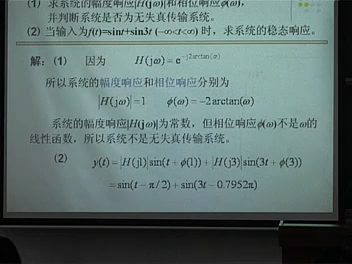 (1) 求系统的幅度响应|H(jω)|和相位响应ϕ(ω),
并判断系统是否为无失真传输系统。
(2) 当输入为f(t)=sint+sin3t (-∞<t<∞) 时，求系统的稳态响应。
解: (1) 因为 H(jω) = e^{-j2arctan(ω)}
所以系统的幅度响应和相位响应分别为
|H(jω)| = 1 ϕ(ω) = -2arctan(ω)
系统的幅度响应|H(jω)|为常数，但相位响应ϕ(ω)不是ω的
线性函数，所以系统不是无失真传输系统。
(2) y(t) = |H(j1)|sin(t + ϕ(1)) + |H(j3)|sin(3t + ϕ(3))
= sin(t - π/2) + sin(3t - 0.7952π)